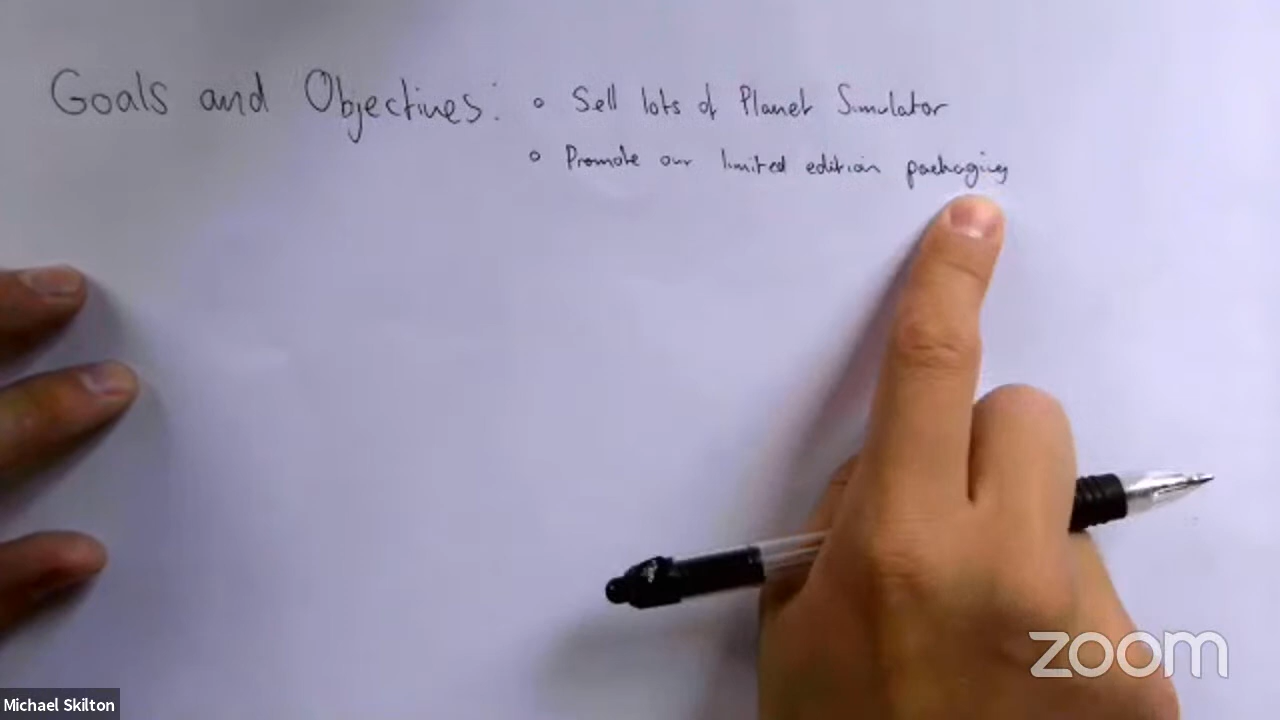 Goals and Objectives: o Sell lots of Planet Simulator
o Promote our limited edition packaging
zoom
Michael Skilton